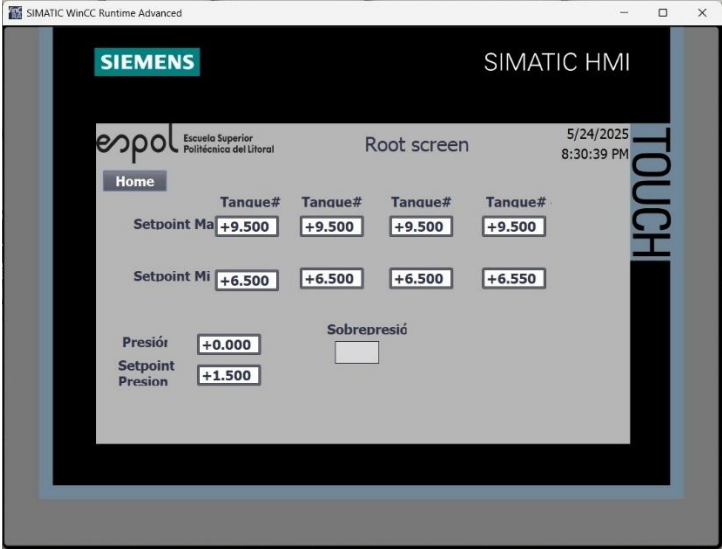 SIMATIC WinCC Runtime Advanced
SIEMENS
SIMATIC HMI
espol Escuela Superior
Politécnica del Litoral
Root screen
5/24/2025
8:30:39 PM
TOUCH
Home
Tanque# Tanque# Tanque# Tanque#
Setpoint Ma +9.500 +9.500 +9.500 +9.500
Setpoint Mi +6.500 +6.500 +6.500 +6.550
Sobrepresió
Presión +0.000
Setpoint
Presion +1.500